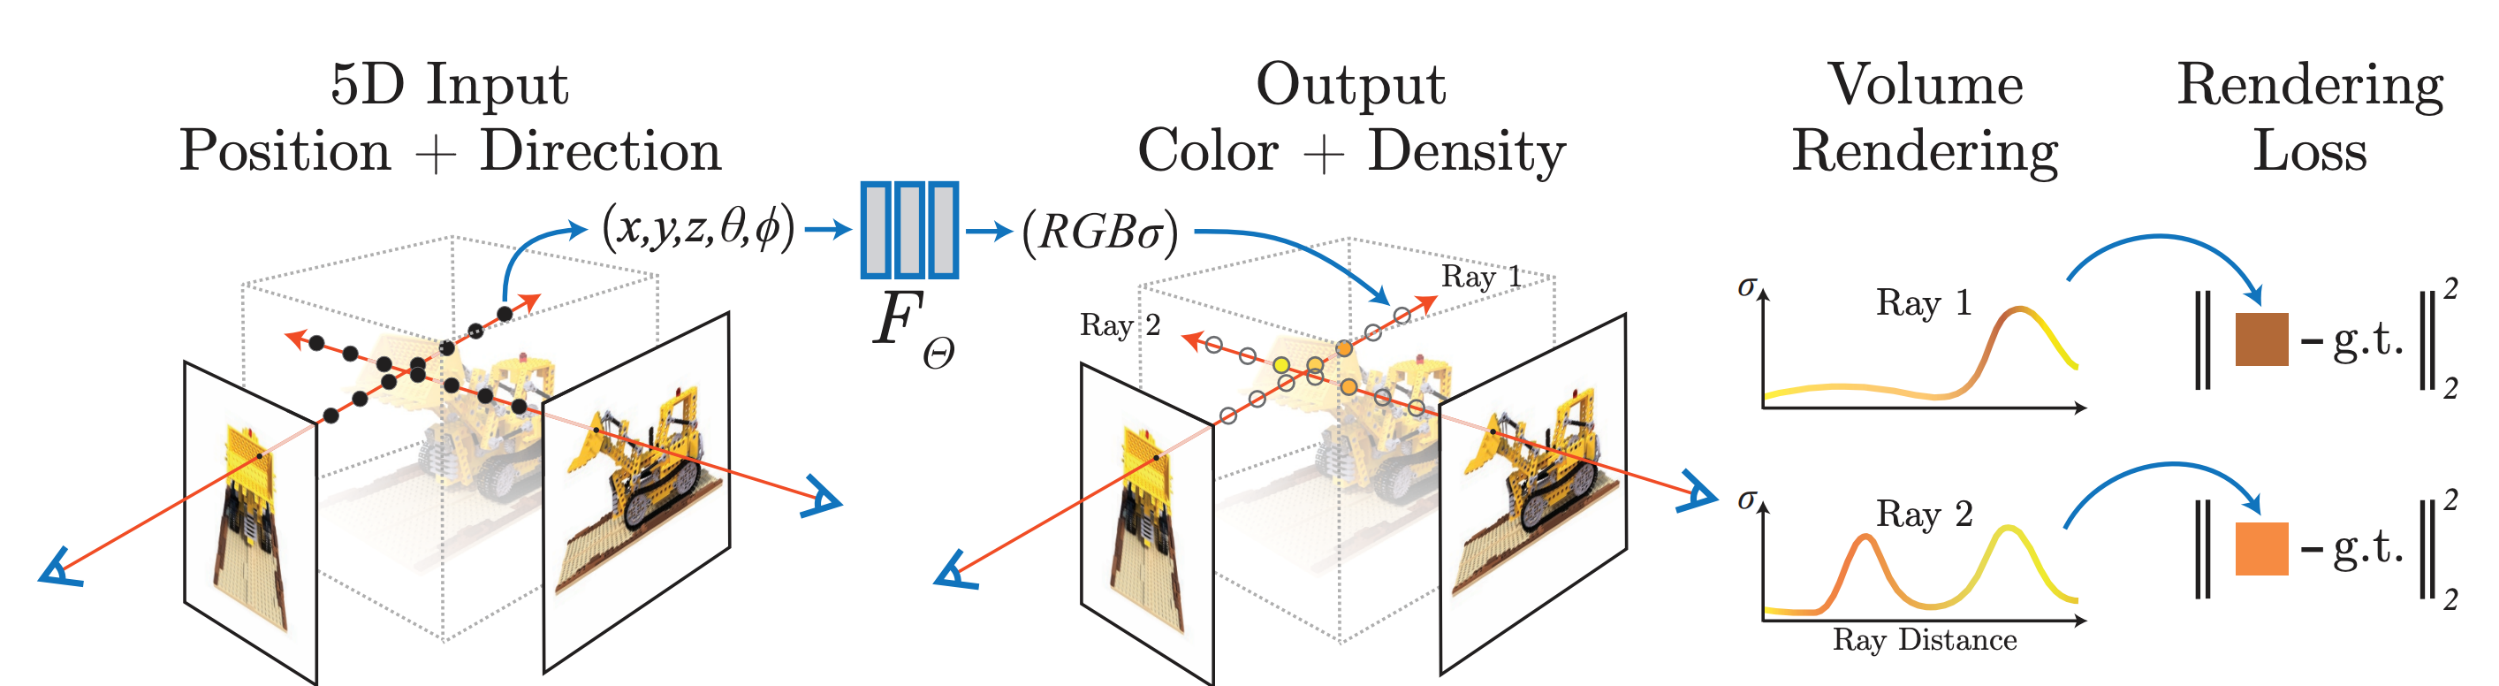 5D Input
Position + Direction
Output
Color + Density
Volume
Rendering
Rendering
Loss
(x,y,z,θ,ϕ)
F_Θ
(RGBσ)
Ray 1
Ray 2
σ
Ray 1
‖ - g.t. ‖²₂
σ
Ray 2
Ray Distance
‖ - g.t. ‖²₂